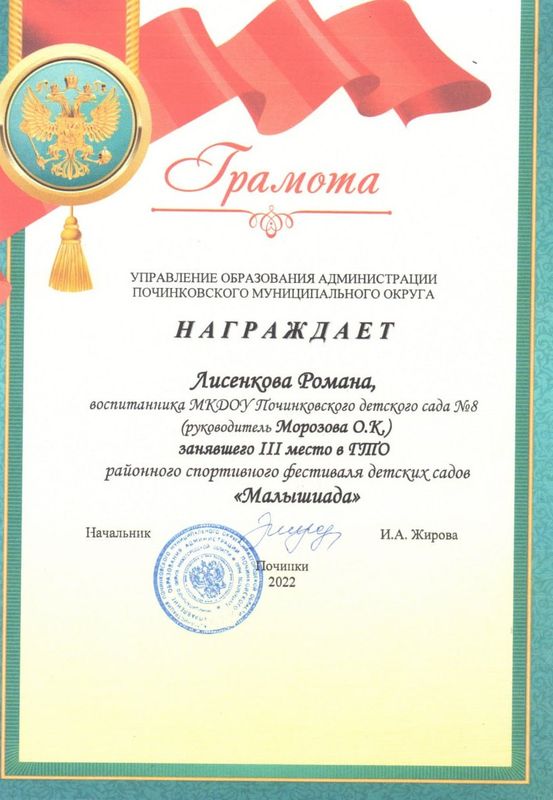 Грамота
УПРАВЛЕНИЕ ОБРАЗОВАНИЯ АДМИНИСТРАЦИИ
ПОЧИНКОВСКОГО МУНИЦИПАЛЬНОГО ОКРУГА
НАГРАЖДАЕТ
Лисенкова Романа,
воспитанника МКДОУ Починковского детского сада №8
(руководитель Морозова О.К.)
занявшего III место в ГТО
районного спортивного фестиваля детских садов
«Малышиада»
Начальник И.А. Жирова
Починки
2022